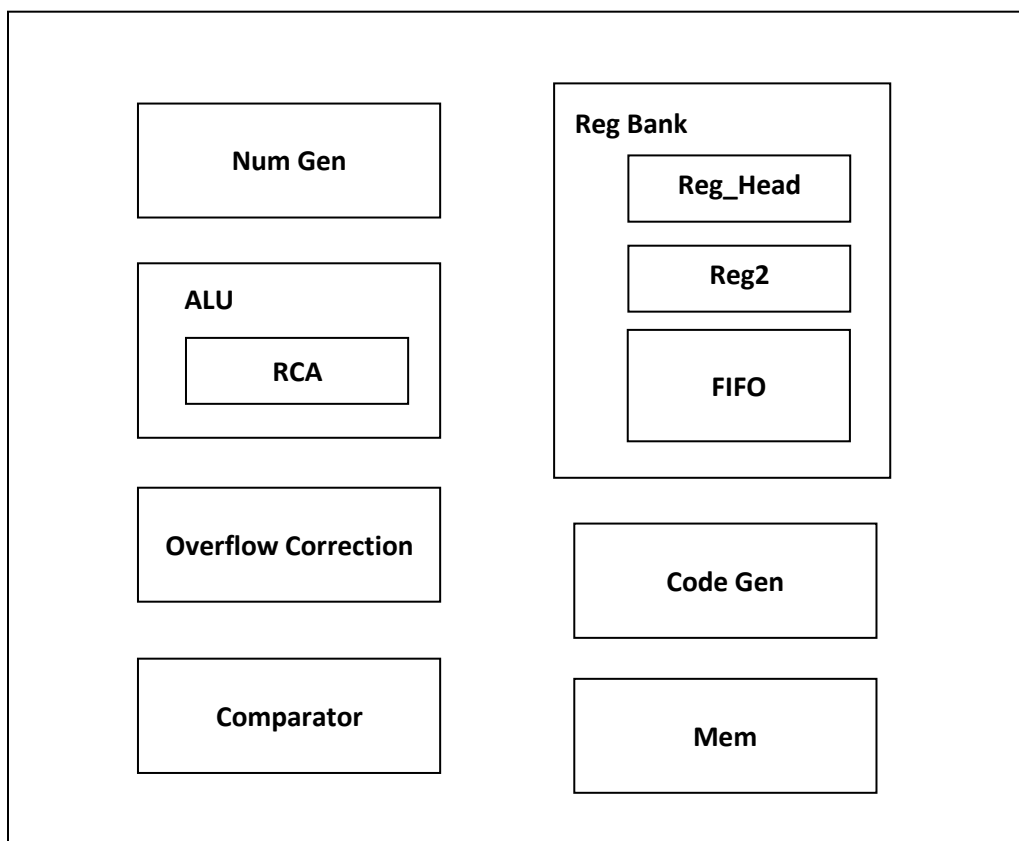 Num Gen
ALU
RCA
Overflow Correction
Comparator
Reg Bank
Reg_Head
Reg2
FIFO
Code Gen
Mem